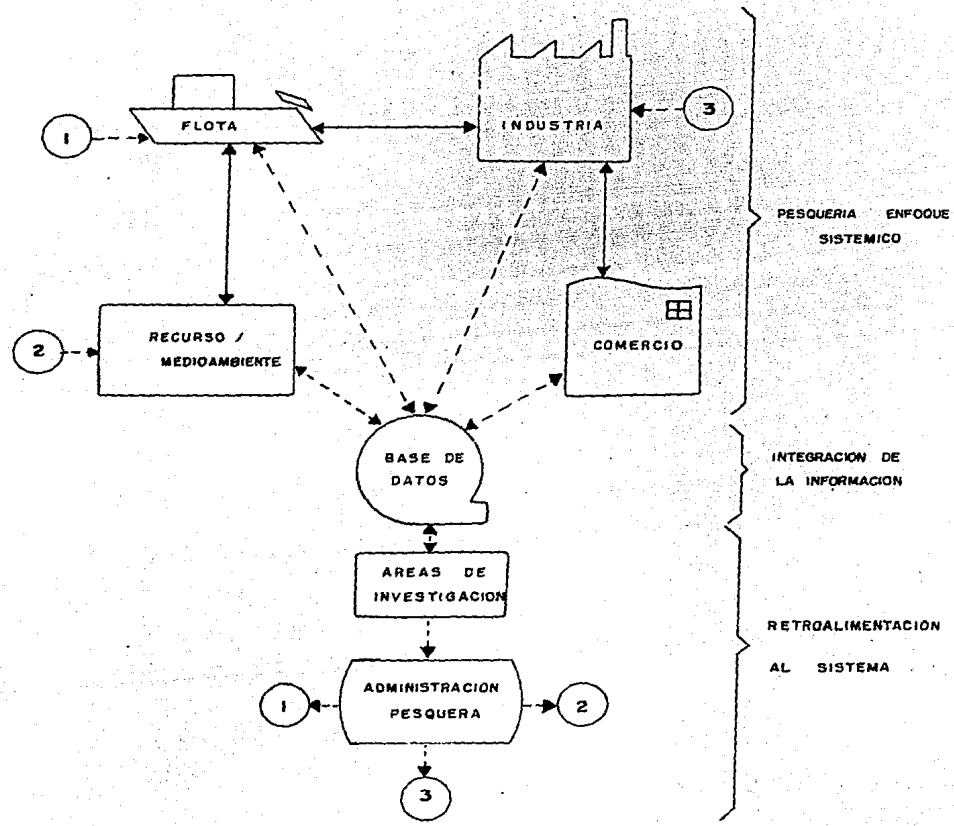 FLOTA
INDUSTRIA
1
3
PESQUERIA ENFOQUE
SISTEMICO
2
RECURSO /
MEDIOAMBIENTE
COMERCIO
BASE DE
DATOS
INTEGRACION DE
LA INFORMACION
AREAS DE
INVESTIGACION
RETROALIMENTACION
AL SISTEMA
1
ADMINISTRACION
PESQUERA
2
3